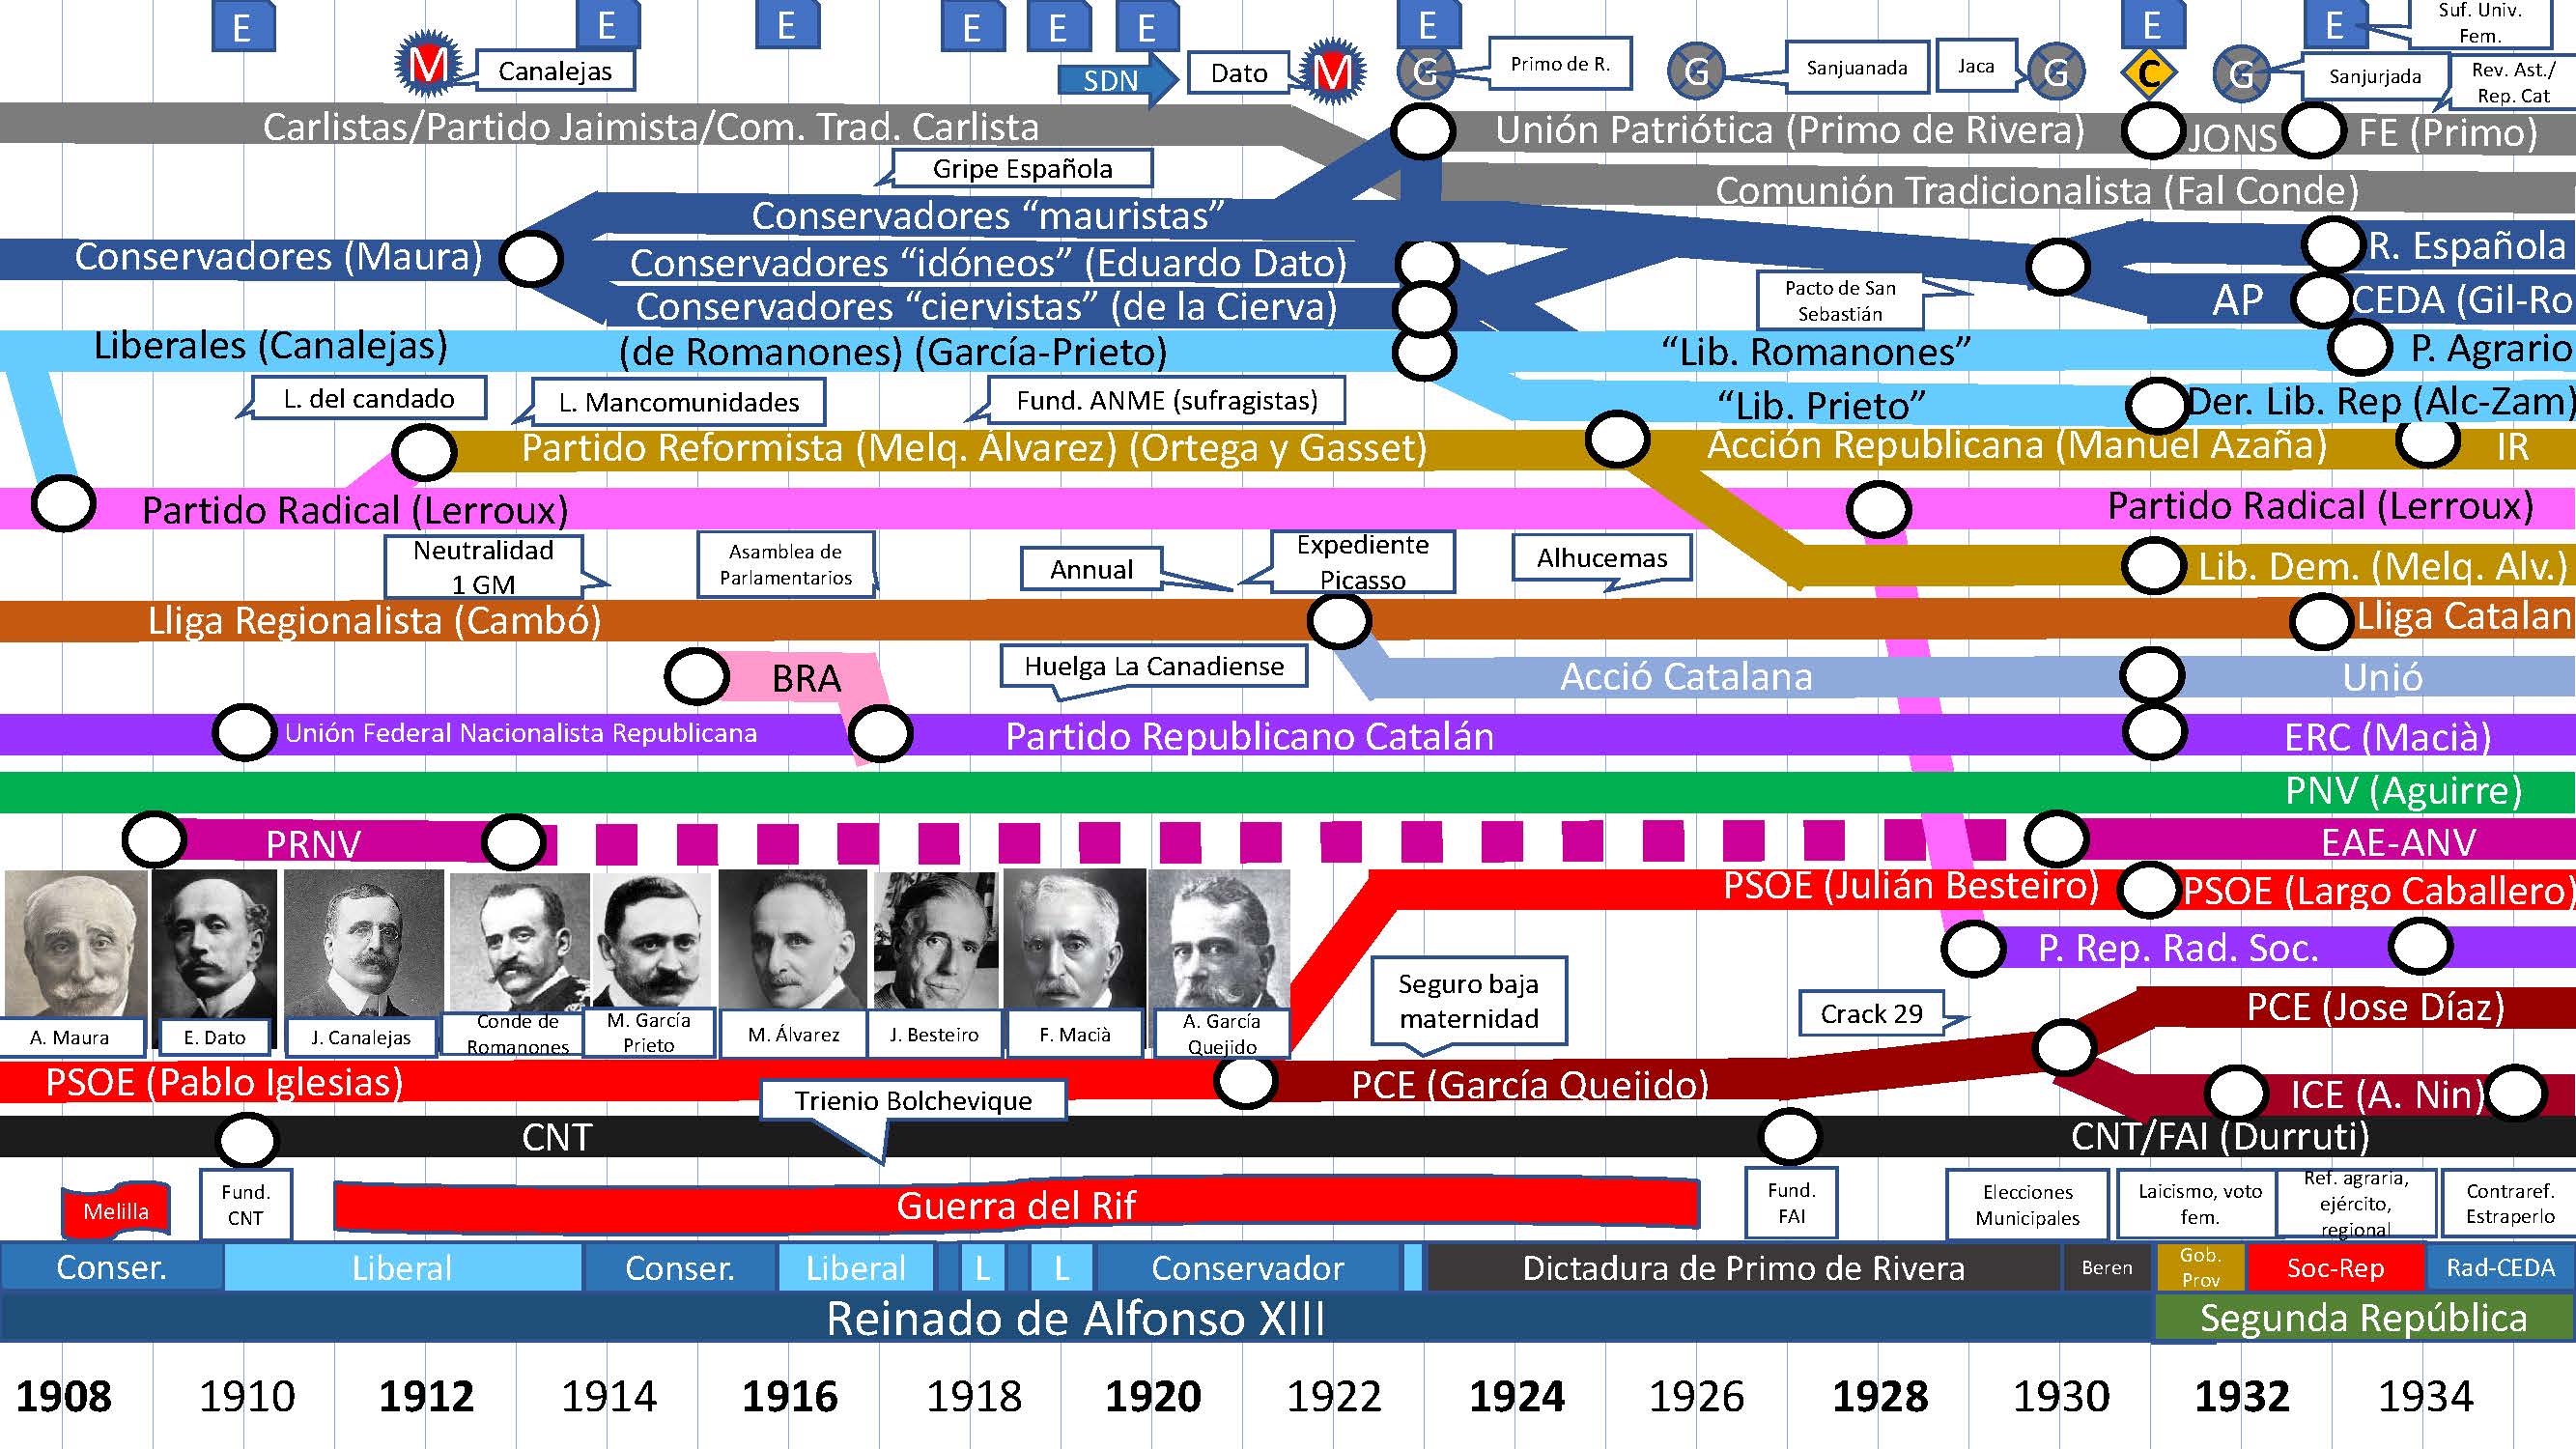 E E E E E E E E E
Suf. Univ.
Fem.
M
Canalejas
SDN
Dato
M
G
Primo de R.
G
Sanjuanada
Jaca
G
C
G
Sanjurjada
Rev. Ast./
Rep. Cat
Carlistas/Partido Jaimista/Com. Trad. Carlista
Unión Patriótica (Primo de Rivera)
JONS
FE (Primo)
Gripe Española
Comunión Tradicionalista (Fal Conde)
Conservadores “mauristas”
Conservadores (Maura)
Conservadores “idóneos” (Eduardo Dato)
R. Española
Conservadores “ciervistas” (de la Cierva)
Pacto de San
Sebastián
AP
CEDA (Gil-Ro
Liberales (Canalejas)
(de Romanones) (García-Prieto)
“Lib. Romanones”
P. Agrario
L. del candado
L. Mancomunidades
Fund. ANME (sufragistas)
“Lib. Prieto”
Der. Lib. Rep (Alc-Zam)
Partido Reformista (Melq. Álvarez) (Ortega y Gasset)
Acción Republicana (Manuel Azaña)
IR
Partido Radical (Lerroux)
Partido Radical (Lerroux)
Neutralidad
1 GM
Asamblea de
Parlamentarios
Annual
Expediente
Picasso
Alhucemas
Lib. Dem. (Melq. Alv.)
Lliga Regionalista (Cambó)
Lliga Catalan
BRA
Huelga La Canadiense
Acció Catalana
Unió
Unión Federal Nacionalista Republicana
Partido Republicano Catalán
ERC (Macià)
PNV (Aguirre)
PRNV
EAE-ANV
PSOE (Julián Besteiro)
PSOE (Largo Caballero)
P. Rep. Rad. Soc.
Seguro baja
maternidad
Crack 29
PCE (Jose Díaz)
A. Maura
E. Dato
J. Canalejas
Conde de
Romanones
M. García
Prieto
M. Álvarez
J. Besteiro
F. Macià
A. García
Quejido
PSOE (Pablo Iglesias)
Trienio Bolchevique
PCE (García Quejido)
ICE (A. Nin)
CNT
CNT/FAI (Durruti)
Melilla
Fund.
CNT
Guerra del Rif
Fund.
FAI
Elecciones
Municipales
Laicismo, voto
fem.
Ref. agraria,
ejército,
regional
Contraref.
Estraperlo
Conser. Liberal Conser. Liberal L L Conservador Dictadura de Primo de Rivera Beren
Gob.
Prov
Soc-Rep Rad-CEDA
Reinado de Alfonso XIII Segunda República
1908 1910 1912 1914 1916 1918 1920 1922 1924 1926 1928 1930 1932 1934